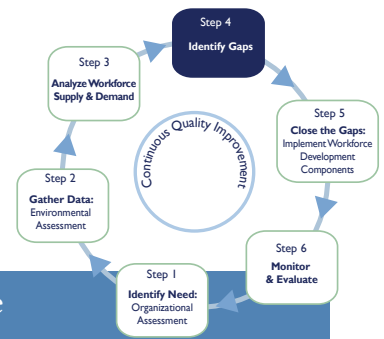 Step 4
Identify Gaps
Step 3
Analyze Workforce
Supply & Demand
Step 5
Close the Gaps:
Implement Workforce
Development
Components
Continuous Quality Improvement
Step 2
Gather Data:
Environmental
Assessment
Step 6
Monitor
& Evaluate
Step 1
Identify Need:
Organizational
Assessment
e